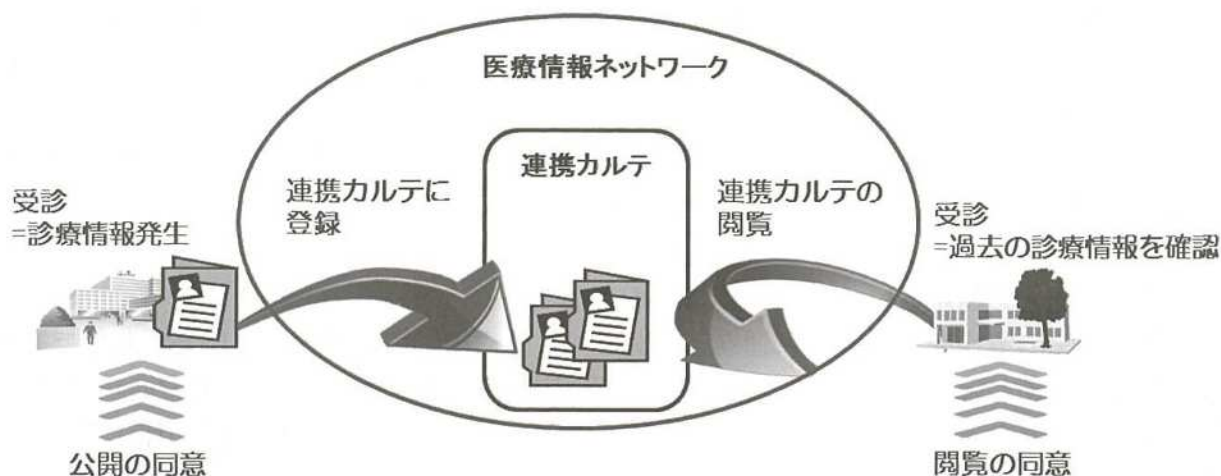 医療情報ネットワーク
連携カルテ
連携カルテに
登録
連携カルテの
閲覧
受診
=診療情報発生
受診
=過去の診療情報を確認
公開の同意
閲覧の同意